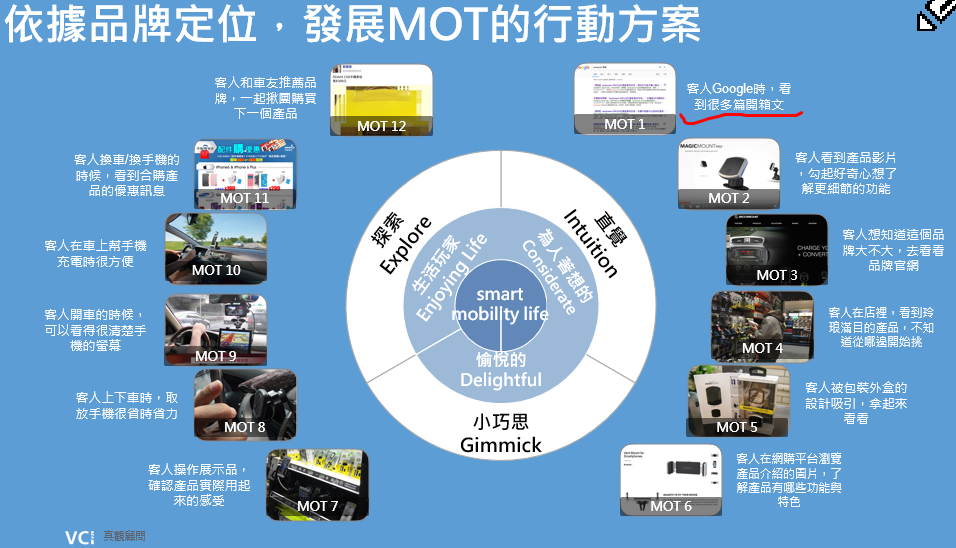 依據品牌定位，發展MOT的行動方案
客人Google時，看
到很多篇開箱文
MOT 1
MAGICMOUNT PRO
MOT 2
客人看到產品影片
，勾起好奇心想了
解更細節的功能
CHARGE YO
+ CONVERT
MOT 3
客人想知道這個品
牌大不大，去看看
品牌官網
MOT 4
客人在店裡，看到玲
瑯滿目的產品，不知
道從哪邊開始挑
MOT 5
客人被包裝外盒的
設計吸引，拿起來
看看
MOT 6
客人在網購平台瀏覽
產品介紹的圖片，了
解產品有哪些功能與
特色
MOT 7
客人操作展示品，
確認產品實際用起
來的感受
MOT 8
客人上下車時，取
放手機很省時省力
MOT 9
客人開車的時候，
可以看得很清楚手
機的螢幕
MOT 10
客人在車上幫手機
充電時很方便
配件購優惠
MOT 11
客人換車/換手機的
時候，看到合購產
品的優惠訊息
MOT 12
客人和車友推薦品
牌，一起揪團購買
下一個產品
探索
Explore
直覺
Intuition
小巧思
Gimmick
生活玩家
Enjoying Life
為人著想的
Considerate
愉悅的
Delightful
smart
mobility life
VCI 真觀顧問